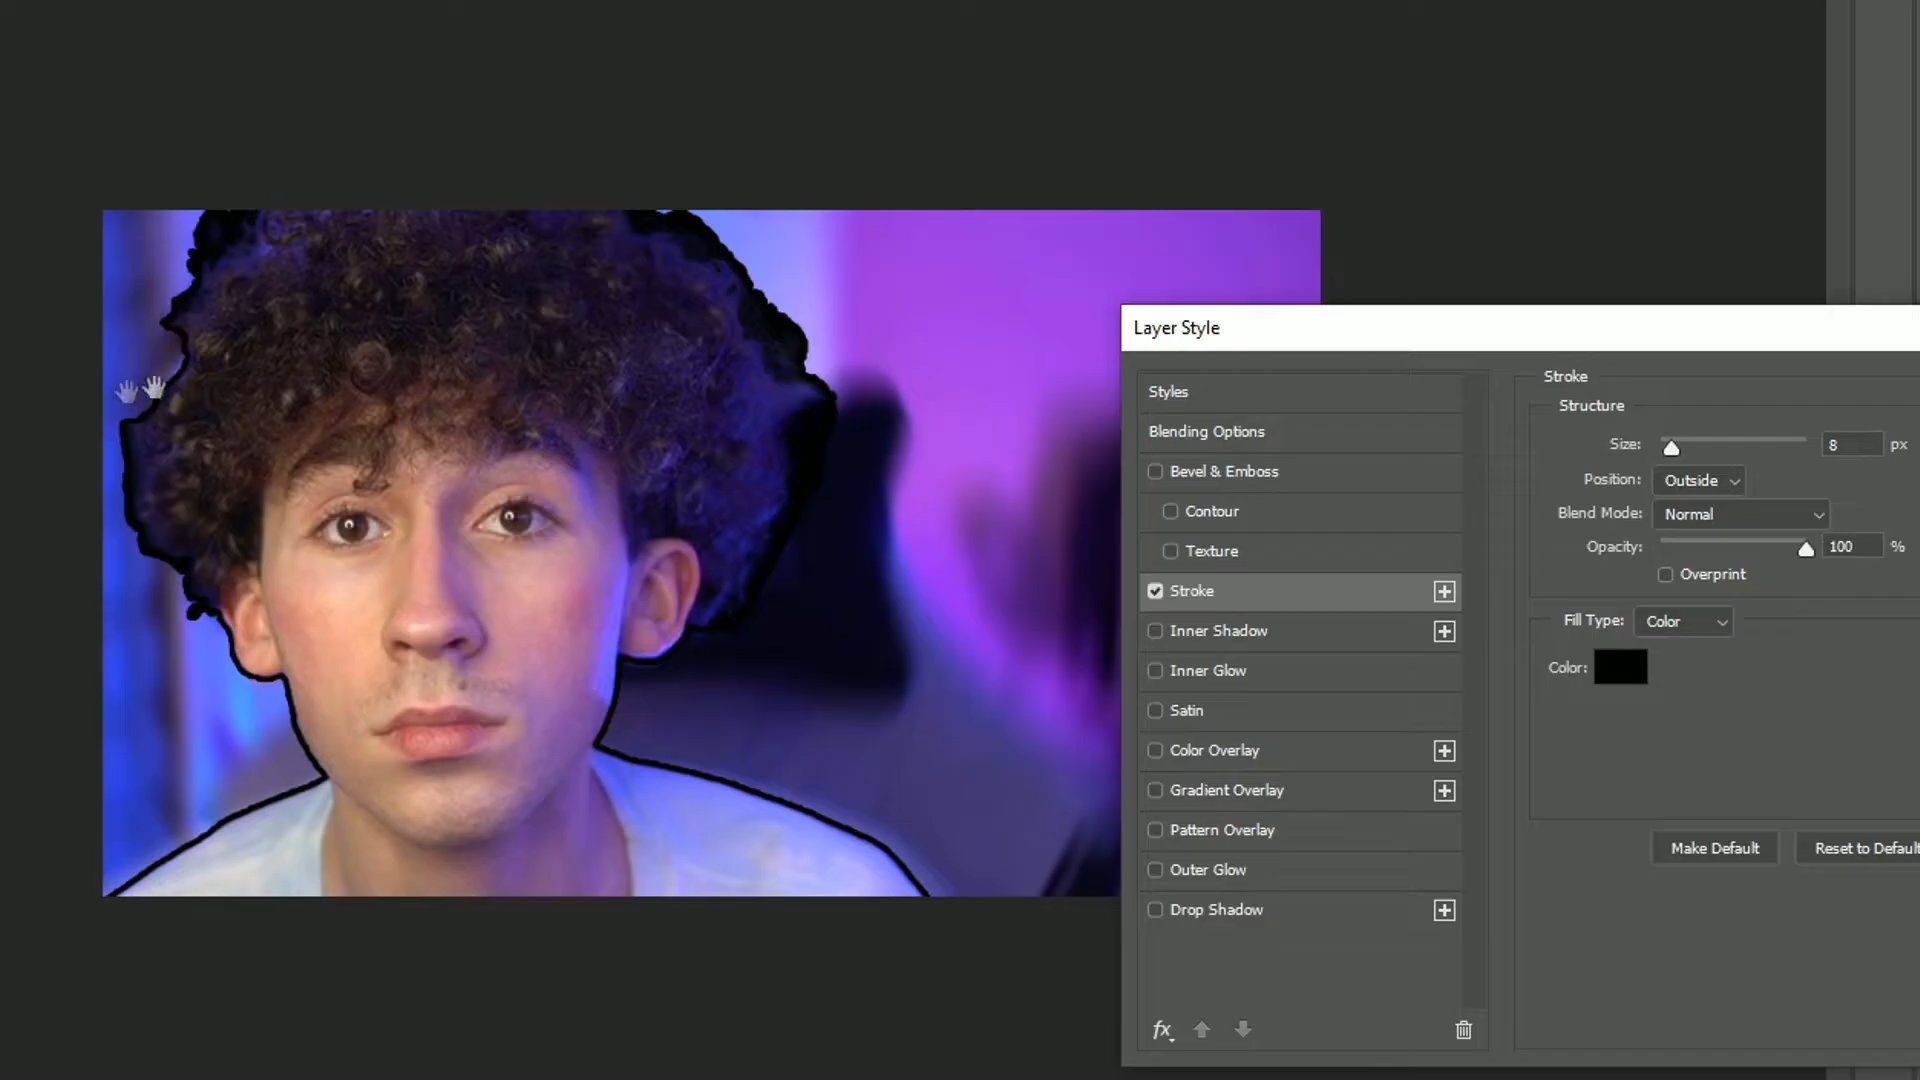 Layer Style
Styles
Blending Options
Bevel & Emboss
Contour
Texture
Stroke
Inner Shadow
Inner Glow
Satin
Color Overlay
Gradient Overlay
Pattern Overlay
Outer Glow
Drop Shadow
fx
Stroke
Structure
Size: 8 px
Position: Outside
Blend Mode: Normal
Opacity: 100 %
Overprint
Fill Type: Color
Color:
Make Default
Reset to Default